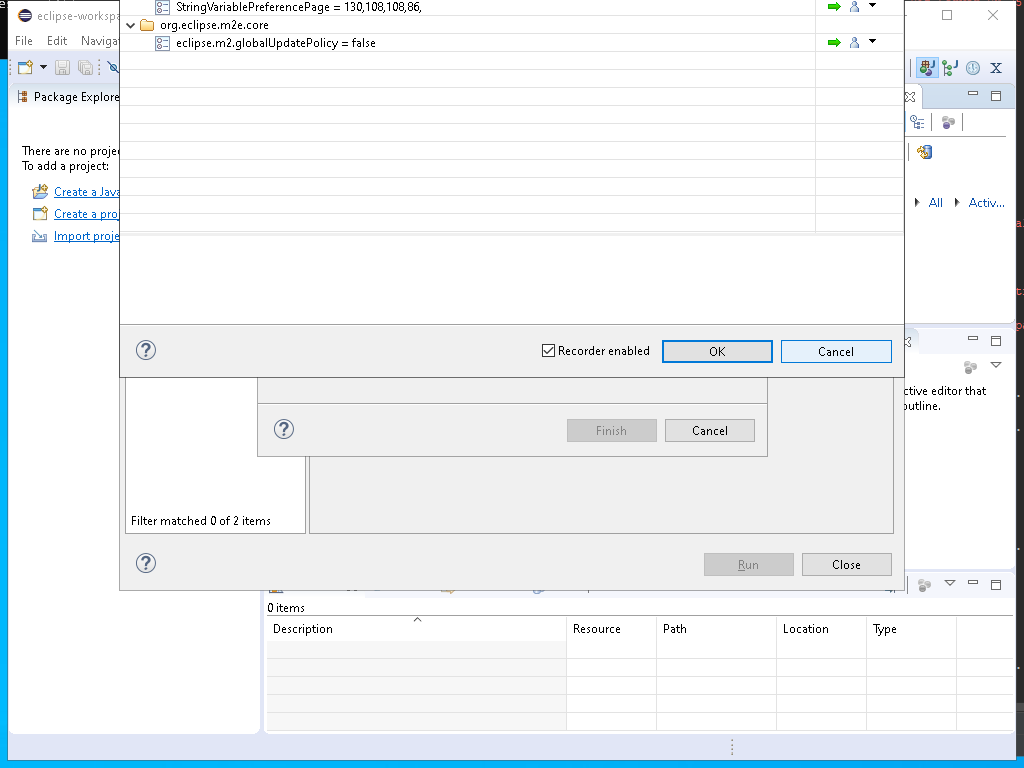 eclipse-workspa
StringVariablePreferencePage = 130,108,108,86,
org.eclipse.m2e.core
File Edit Naviga
eclipse.m2.globalUpdatePolicy = false
Package Explore
There are no proje
To add a project:
Create a Java
Create a pro
Import proje
All Activ...
Recorder enabled OK Cancel
ctive editor that
outline.
Finish Cancel
Filter matched 0 of 2 items
Run Close
0 items
Description Resource Path Location Type